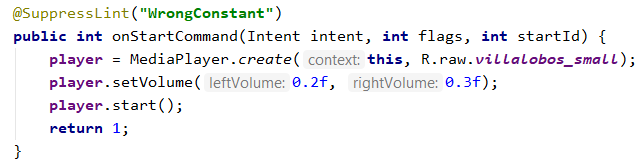 @SuppressLint("WrongConstant")
public int onStartCommand(Intent intent, int flags, int startId) {
player = MediaPlayer.create( context: this, R.raw.villalobos_small);
player.setVolume( leftVolume: 0.2f, rightVolume: 0.3f);
player.start();
return 1;
}